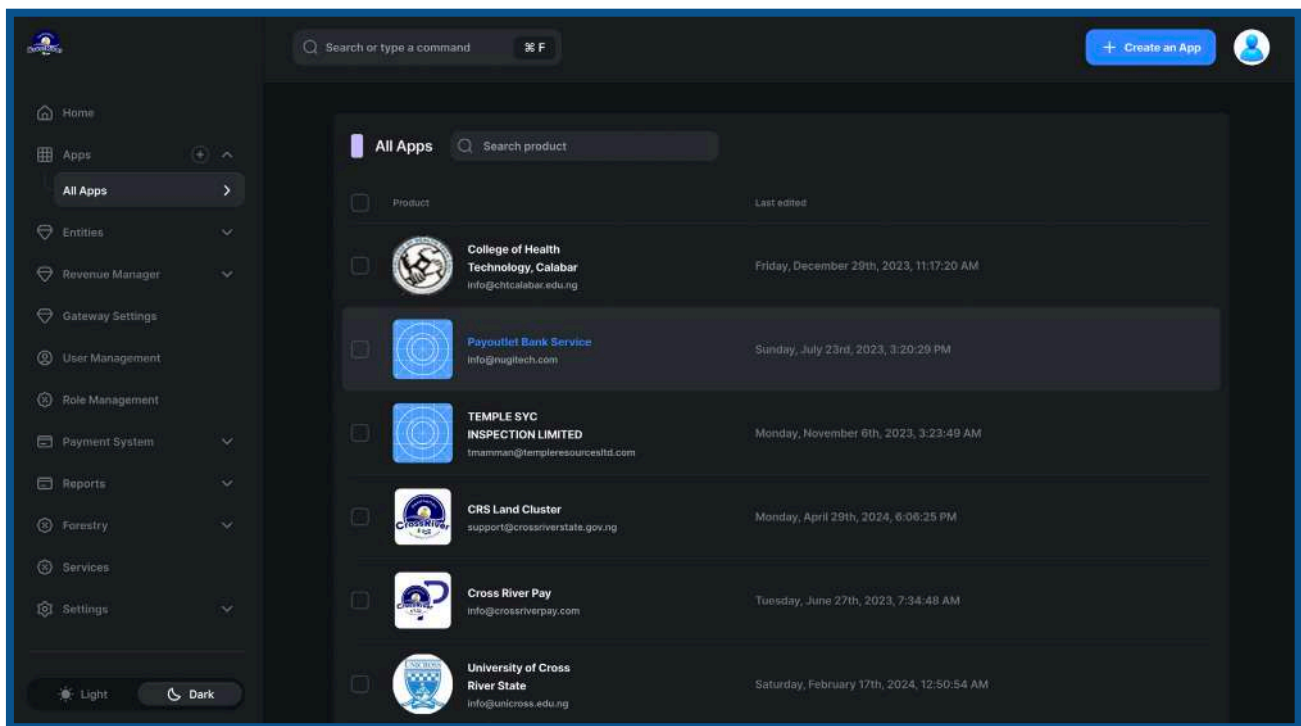 Search or type a command
⌘ F
+ Create an App
Home
Apps
All Apps
Entities
Revenue Manager
Gateway Settings
User Management
Role Management
Payment System
Reports
Forestry
Services
Settings
Light
Dark
All Apps
Search product
Product
Last edited
College of Health
Technology, Calabar
info@chtcalabar.edu.ng
Friday, December 29th, 2023, 11:17:20 AM
Payoutlet Bank Service
info@nugitech.com
Sunday, July 23rd, 2023, 3:20:29 PM
TEMPLE SYC
INSPECTION LIMITED
tmamman@templeresourcesltd.com
Monday, November 6th, 2023, 3:23:49 AM
CrossRiver
CRS Land Cluster
support@crossriverstate.gov.ng
Monday, April 29th, 2024, 6:06:25 PM
Cross River Pay
info@crossriverpay.com
Tuesday, June 27th, 2023, 7:34:48 AM
UNICROSS
University of Cross
River State
info@unicross.edu.ng
Saturday, February 17th, 2024, 12:50:54 AM